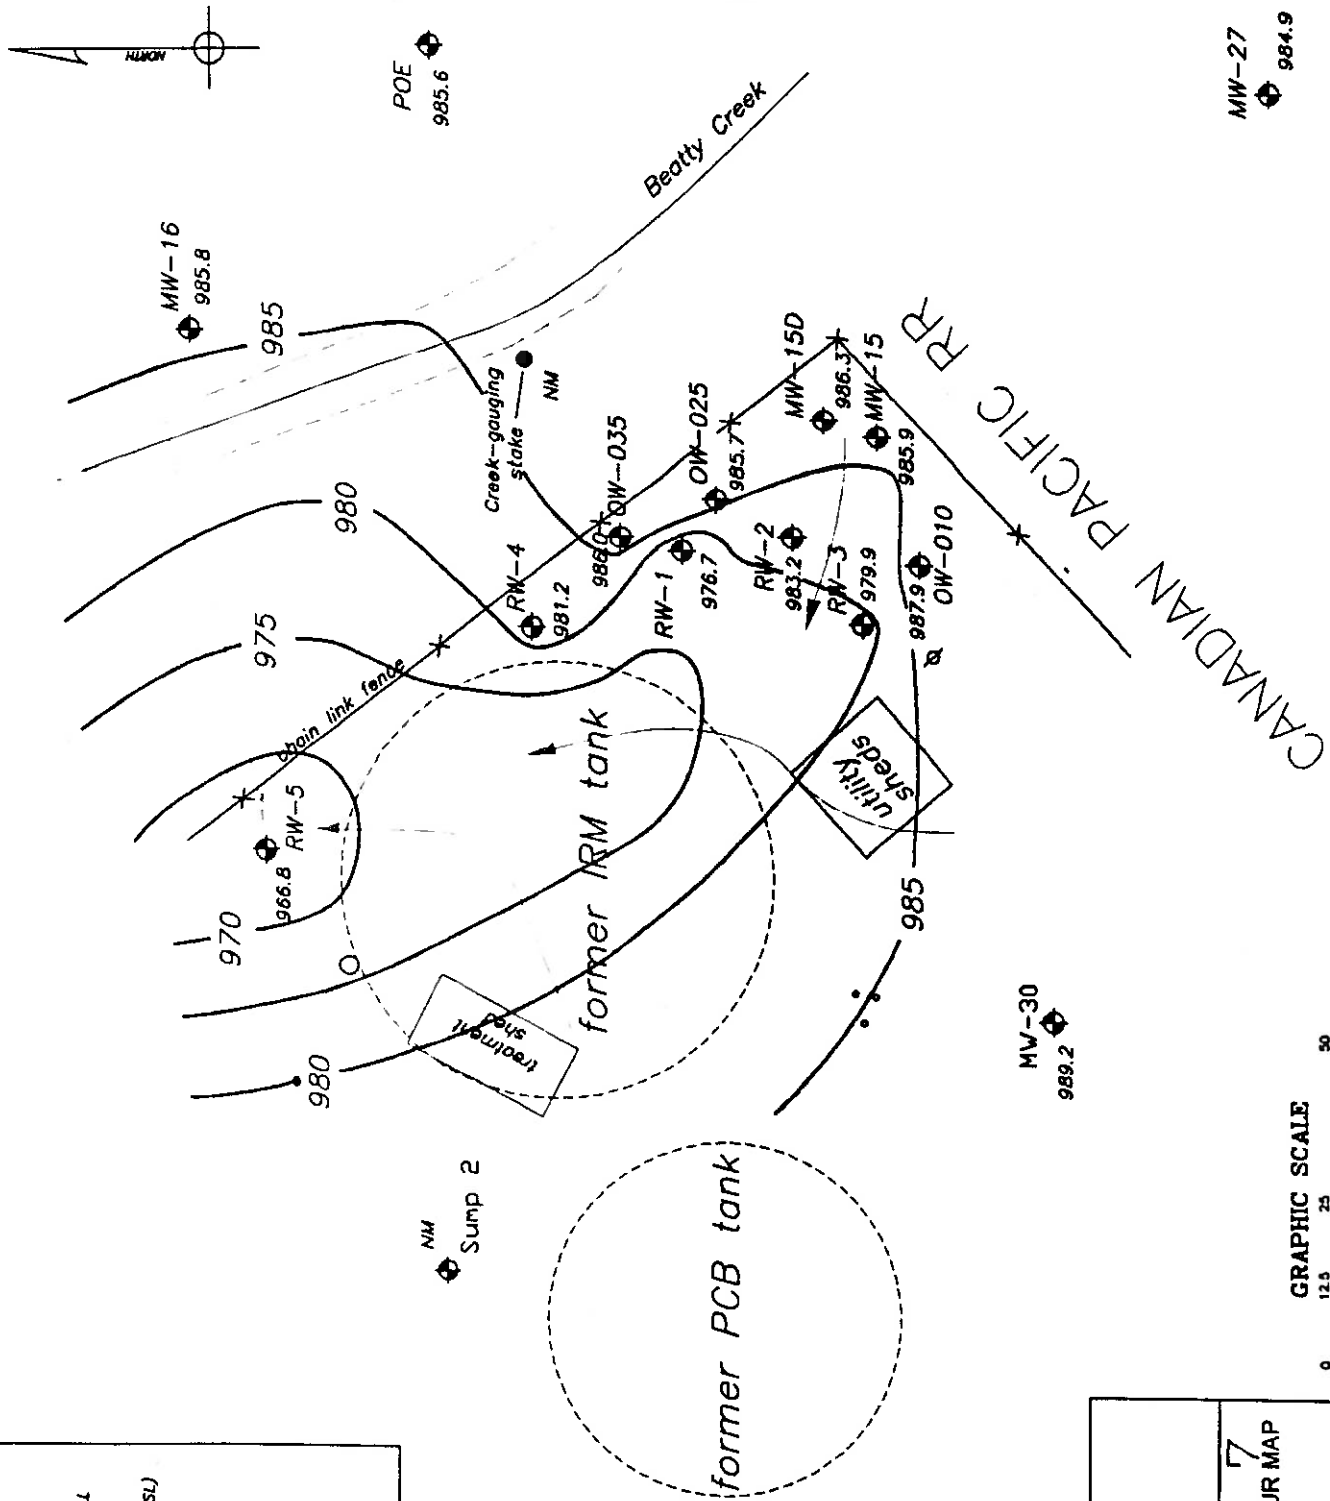 NORTH
POE
985.6
MW-27
984.9
MW-16
985.8
Beatty Creek
985
980
975
970
Creek-gauging
stake
NM
MW-15D
986.3
MW-15
985.9
OW-025
985.7
OW-035
986.0
RW-4
981.2
RW-1
976.7
RW-2
983.2
RW-3
979.9
OW-010
987.9
CANADIAN PACIFIC RR
chain link fence
RW-5
966.8
former IRM tank
utility
sheds
treatment
shed
980
985
MW-30
989.2
NM
Sump 2
former PCB tank
GRAPHIC SCALE
0 12.5 25 50
SL)
7
UR MAP